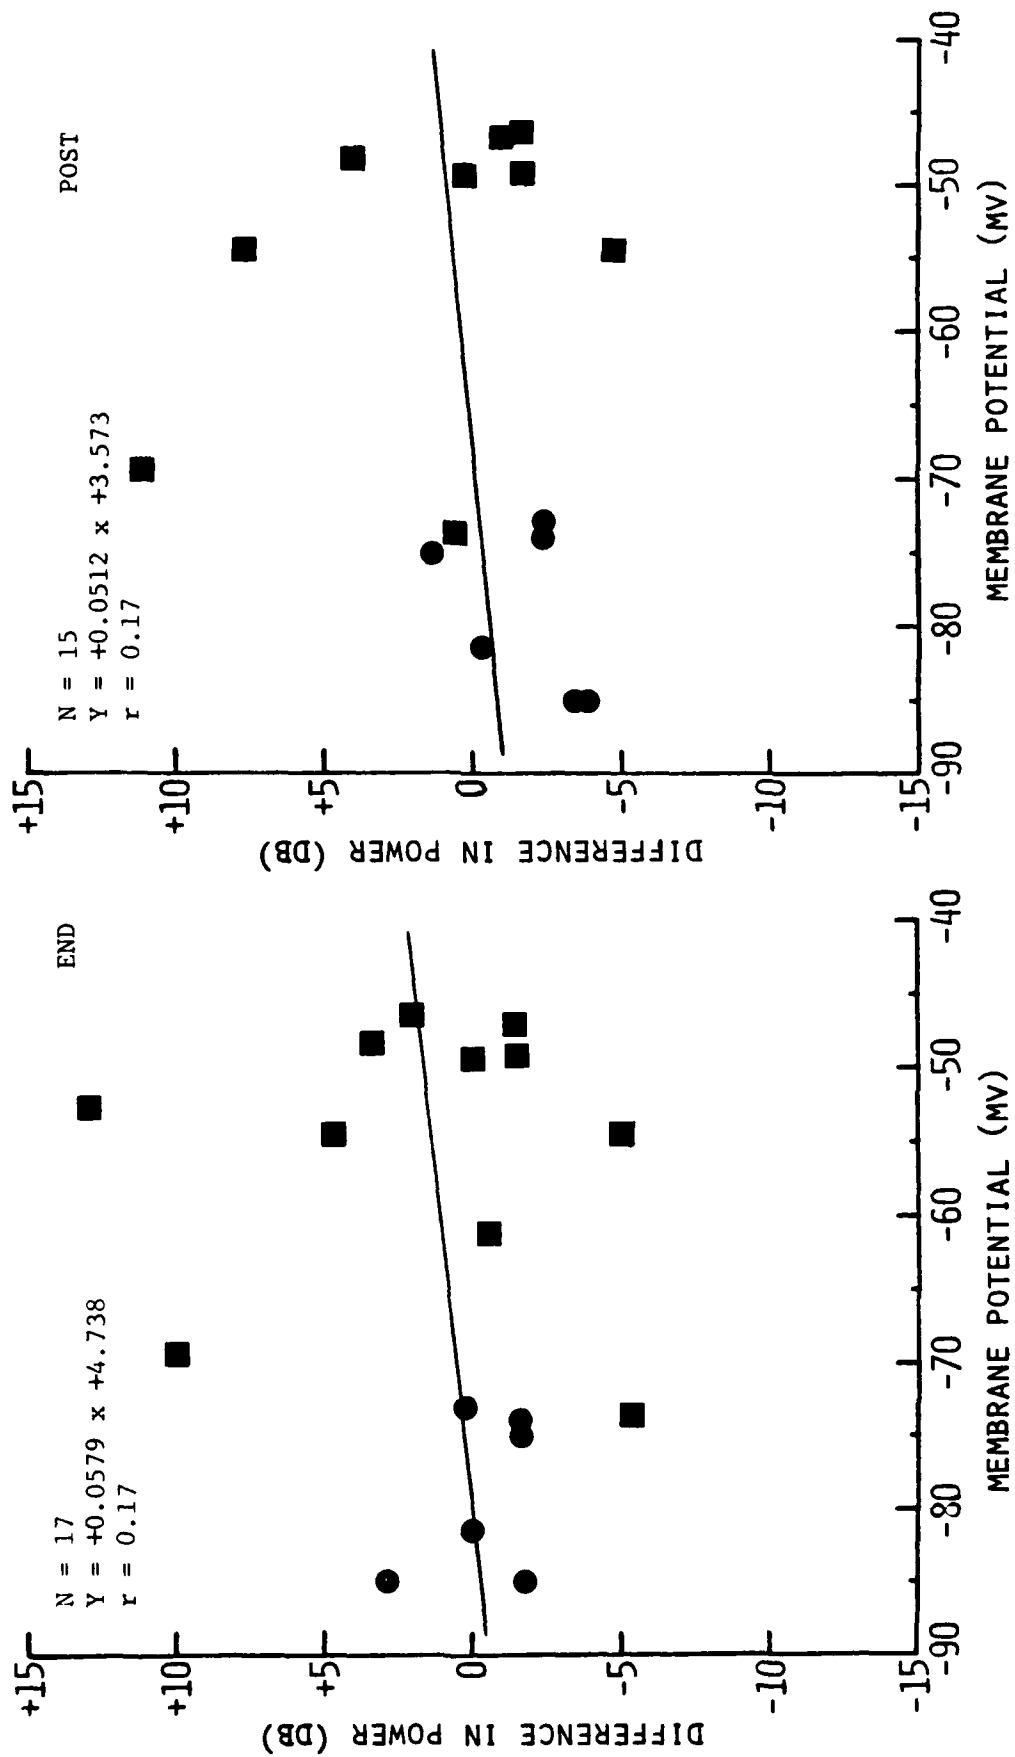 END
N = 17
Y = +0.0579 x +4.738
r = 0.17
+15
+10
+5
0
-5
-10
-15
DIFFERENCE IN POWER (DB)
-90
-80
-70
-60
-50
-40
MEMBRANE POTENTIAL (MV)
POST
N = 15
Y = +0.0512 x +3.573
r = 0.17
+15
+10
+5
0
-5
-10
-15
DIFFERENCE IN POWER (DB)
-90
-80
-70
-60
-50
-40
MEMBRANE POTENTIAL (MV)